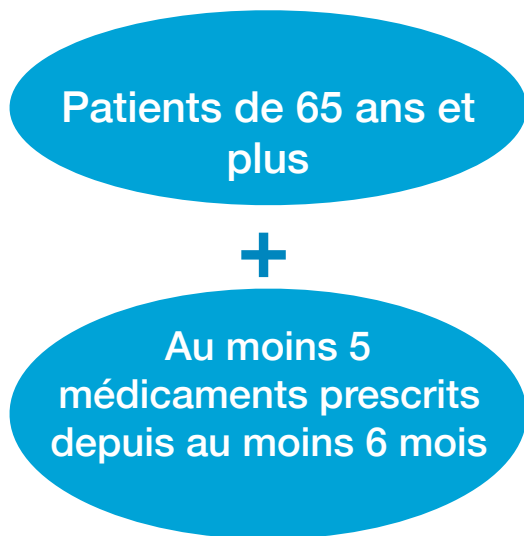 Patients de 65 ans et
plus
+
Au moins 5
médicaments prescrits
depuis au moins 6 mois